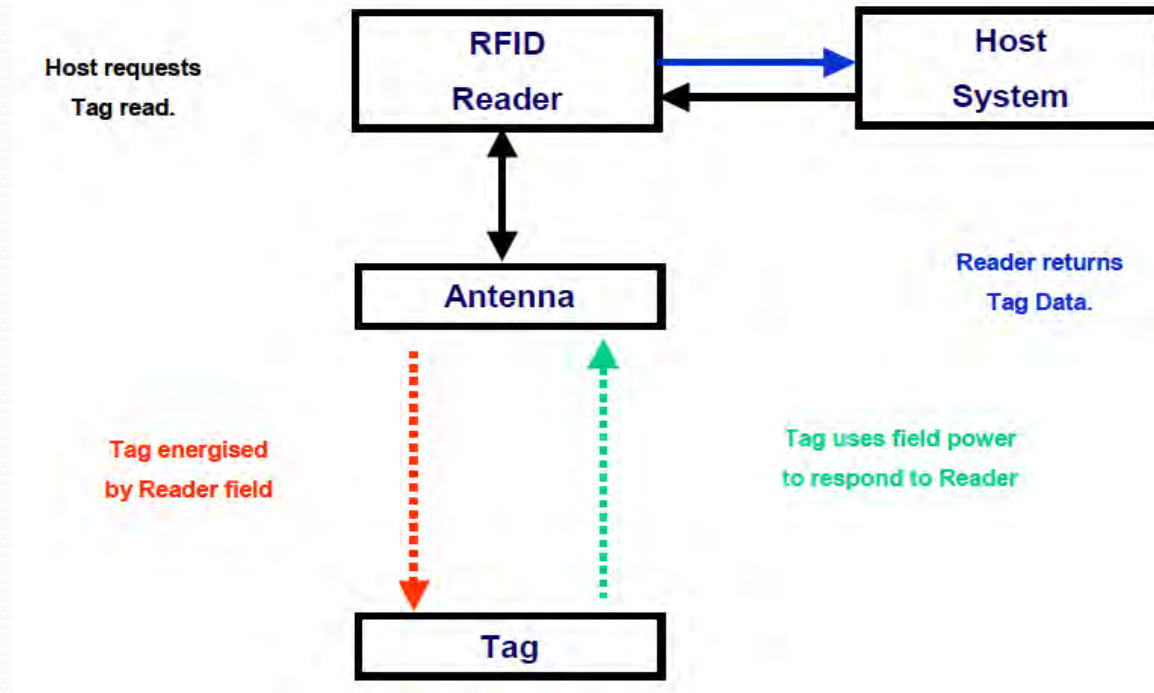 Host requests
Tag read.
RFID
Reader
Host
System
Antenna
Reader returns
Tag Data.
Tag energised
by Reader field
Tag uses field power
to respond to Reader
Tag